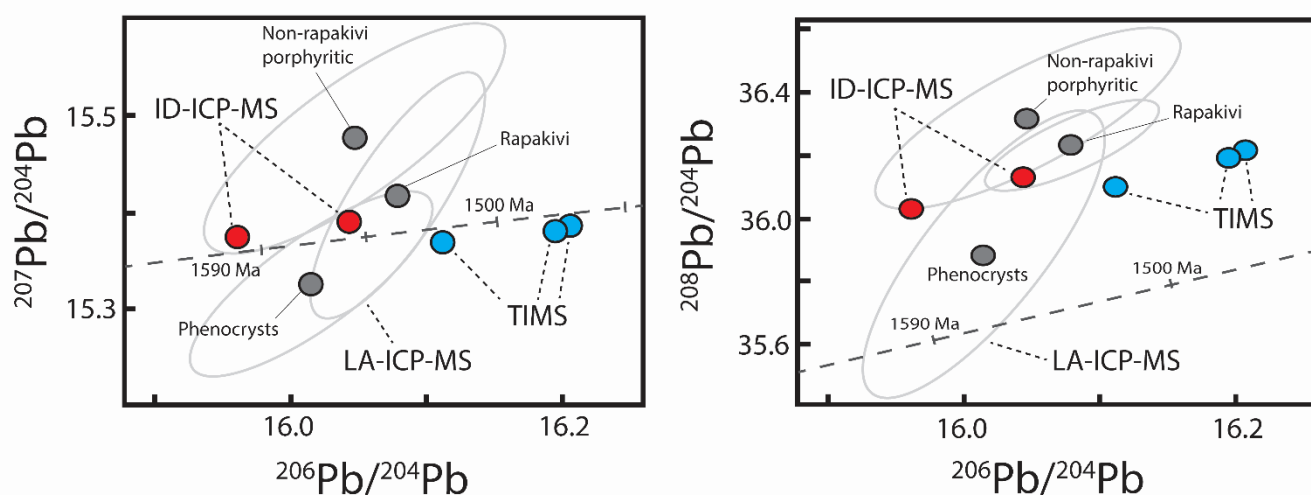 Non-rapakivi
porphyritic
ID-ICP-MS
Rapakivi
15.5
1500 Ma
1590 Ma
15.3
Phenocrysts
TIMS
LA-ICP-MS
16.0
16.2
²⁰⁶Pb/²⁰⁴Pb
²⁰⁷Pb/²⁰⁴Pb
Non-rapakivi
porphyritic
ID-ICP-MS
36.4
Rapakivi
36.0
TIMS
Phenocrysts
1500 Ma
1590 Ma
35.6
LA-ICP-MS
16.0
16.2
²⁰⁶Pb/²⁰⁴Pb
²⁰⁸Pb/²⁰⁴Pb